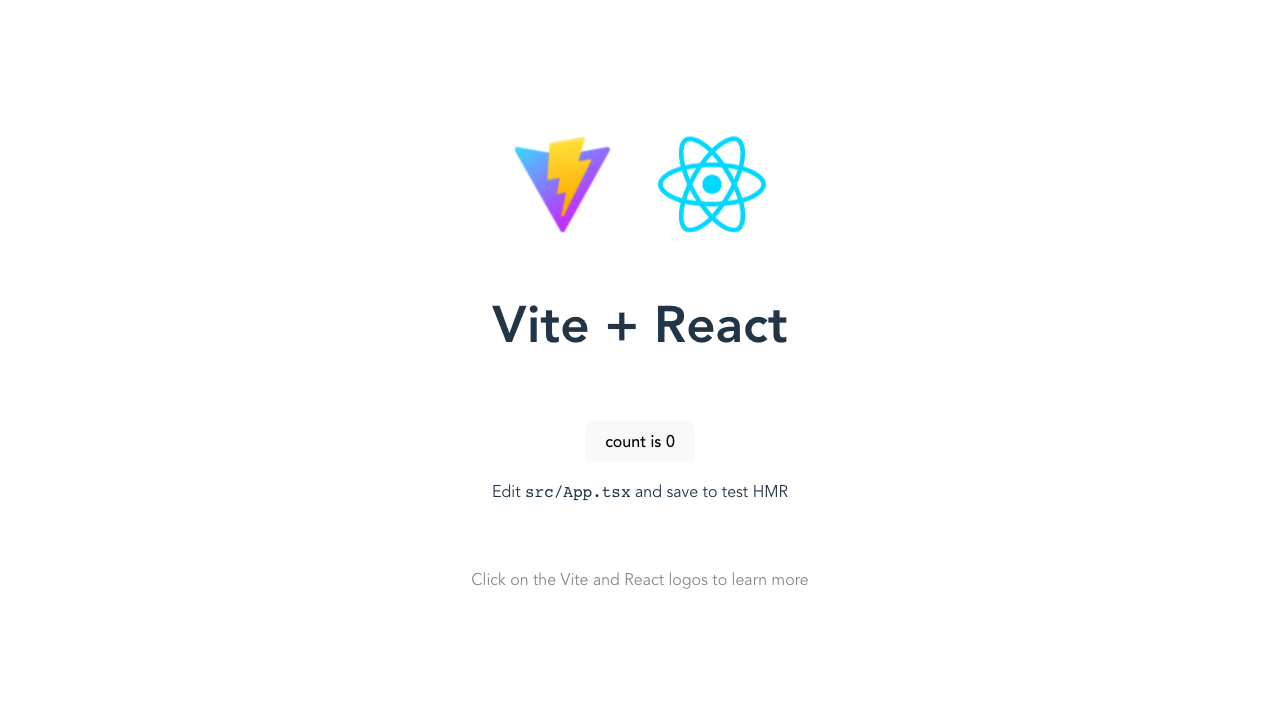 Vite + React
count is 0
Edit src/App.tsx and save to test HMR
Click on the Vite and React logos to learn more